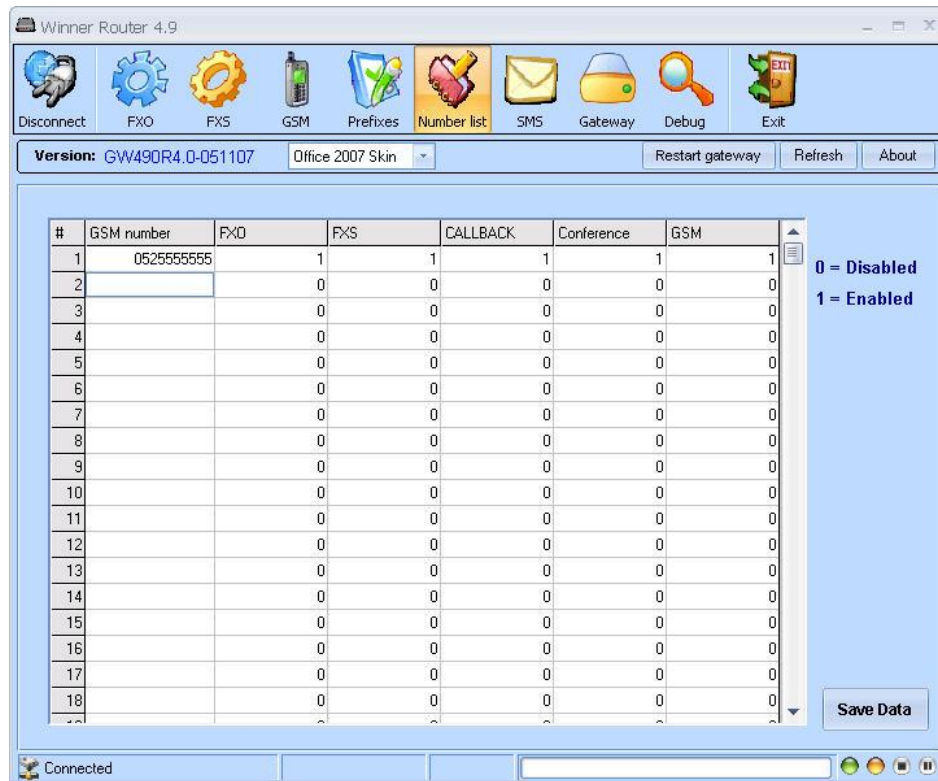 Winner Router 4.9
Disconnect FXO FXS GSM Prefixes Number list SMS Gateway Debug Exit
EXIT
Version: GW490R4.0-051107 Office 2007 Skin Restart gateway Refresh About
# GSM number FXO FXS CALLBACK Conference GSM
1 0525555555 1 1 1 1 1
2 0 0 0 0 0
3 0 0 0 0 0
4 0 0 0 0 0
5 0 0 0 0 0
6 0 0 0 0 0
7 0 0 0 0 0
8 0 0 0 0 0
9 0 0 0 0 0
10 0 0 0 0 0
11 0 0 0 0 0
12 0 0 0 0 0
13 0 0 0 0 0
14 0 0 0 0 0
15 0 0 0 0 0
16 0 0 0 0 0
17 0 0 0 0 0
18 0 0 0 0 0
0 = Disabled
1 = Enabled
Save Data
Connected